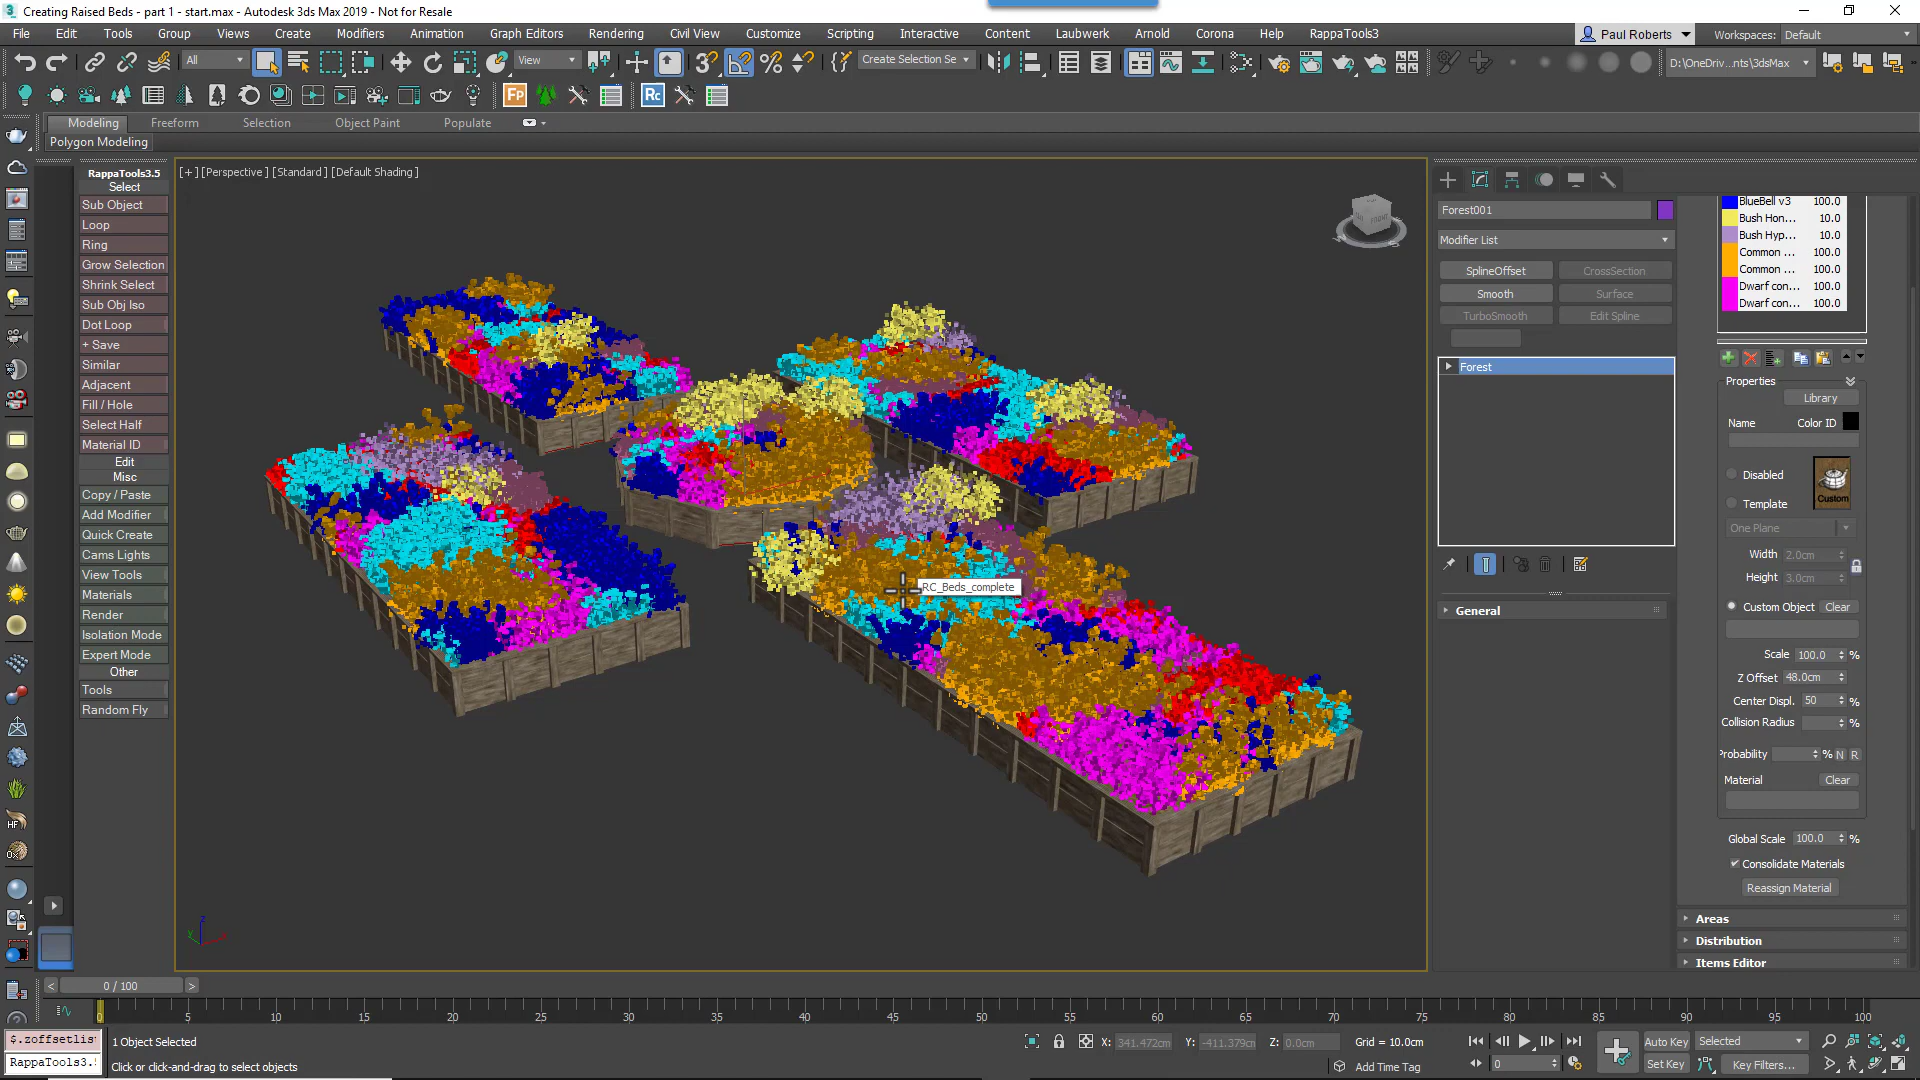 Creating Raised Beds - part 1 - start.max - Autodesk 3ds Max 2019 - Not for Resale
File Edit Tools Group Views Create Modifiers Animation Graph Editors Rendering Civil View Customize Scripting Interactive Content Laubwerk Arnold Corona Help RappaTools3 Paul Roberts Workspaces: Default
All View Create Selection Se D:\OneDriv...nts\3dsMax
Fp Rc
Modeling Freeform Selection Object Paint Populate
Polygon Modeling
RappaTools3.5
Select
Sub Object
Loop
Ring
Grow Selection
Shrink Select
Sub Obj Iso
Dot Loop
+ Save
Similar
Adjacent
Fill / Hole
Select Half
Material ID
Edit
Misc
Copy / Paste
Add Modifier
Quick Create
Cams Lights
View Tools
Materials
Render
Isolation Mode
Expert Mode
Other
Tools
Random Fly
[+] [Perspective] [Standard] [Default Shading]
RC_Beds_complete
Forest001
Modifier List
SplineOffset CrossSection
Smooth Surface
TurboSmooth Edit Spline
Forest
General
BlueBell v3 100.0
Bush Hon... 10.0
Bush Hyp... 10.0
Common ... 100.0
Common ... 100.0
Dwarf con... 100.0
Dwarf con... 100.0
Properties
Library
Name Color ID
Disabled
Custom
Template
One Plane
Width 2.0cm
Height 3.0cm
Custom Object Clear
Scale 100.0 %
Z Offset 48.0cm
Center Displ. 50 %
Collision Radius %
Probability % N R
Material Clear
Global Scale 100.0 %
Consolidate Materials
Reassign Material
Areas
Distribution
Items Editor
< 0 / 100 >
0 5 10 15 20 25 30 35 40 45 50 55 60 65 70 75 80 85 90 95 100
$.zoffsetlist
RappaTools3.5
1 Object Selected
Click or click-and-drag to select objects
X: 341.472cm Y: -411.379cm Z: 0.0cm Grid = 10.0cm
Add Time Tag
0
Auto Key Selected
Set Key Key Filters...